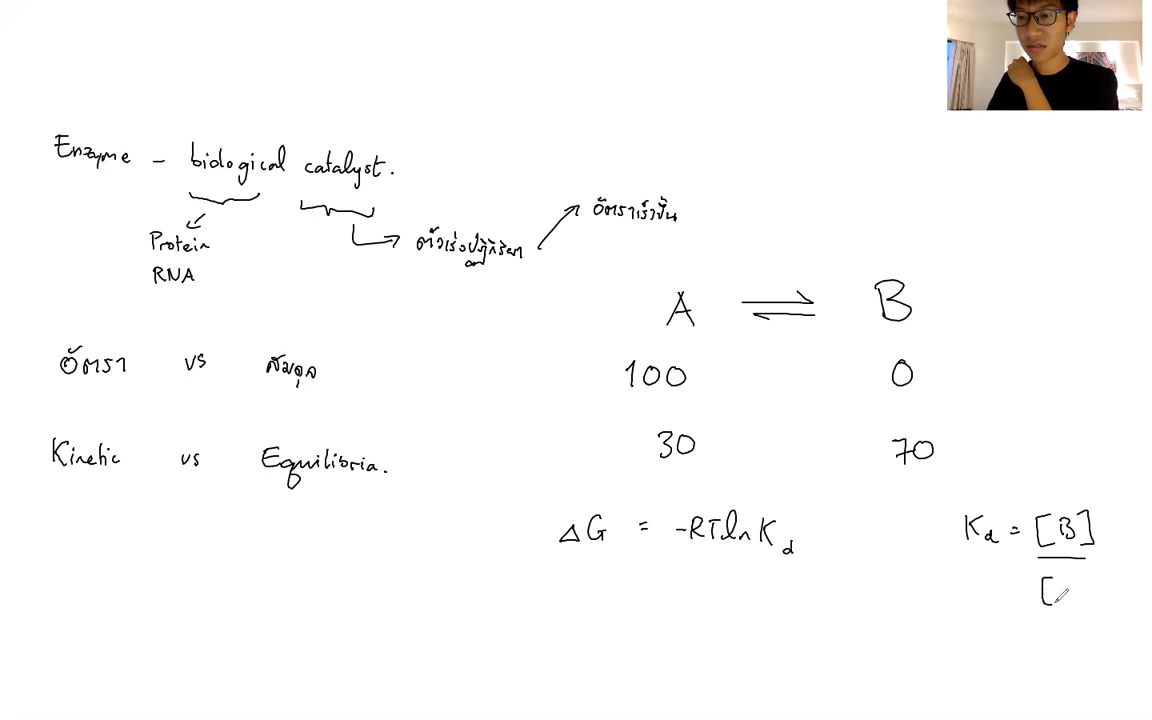 Enzyme - biological catalyst.
อัตราเร็วขึ้น
Protein
ตัวเร่งปฏิกิริยา
RNA
A ⇌ B
อัตรา vs สมดุล
100 0
30 70
Kinetic vs Equilibria.
ΔG = -RTlnK_d
K_d = [B]
[